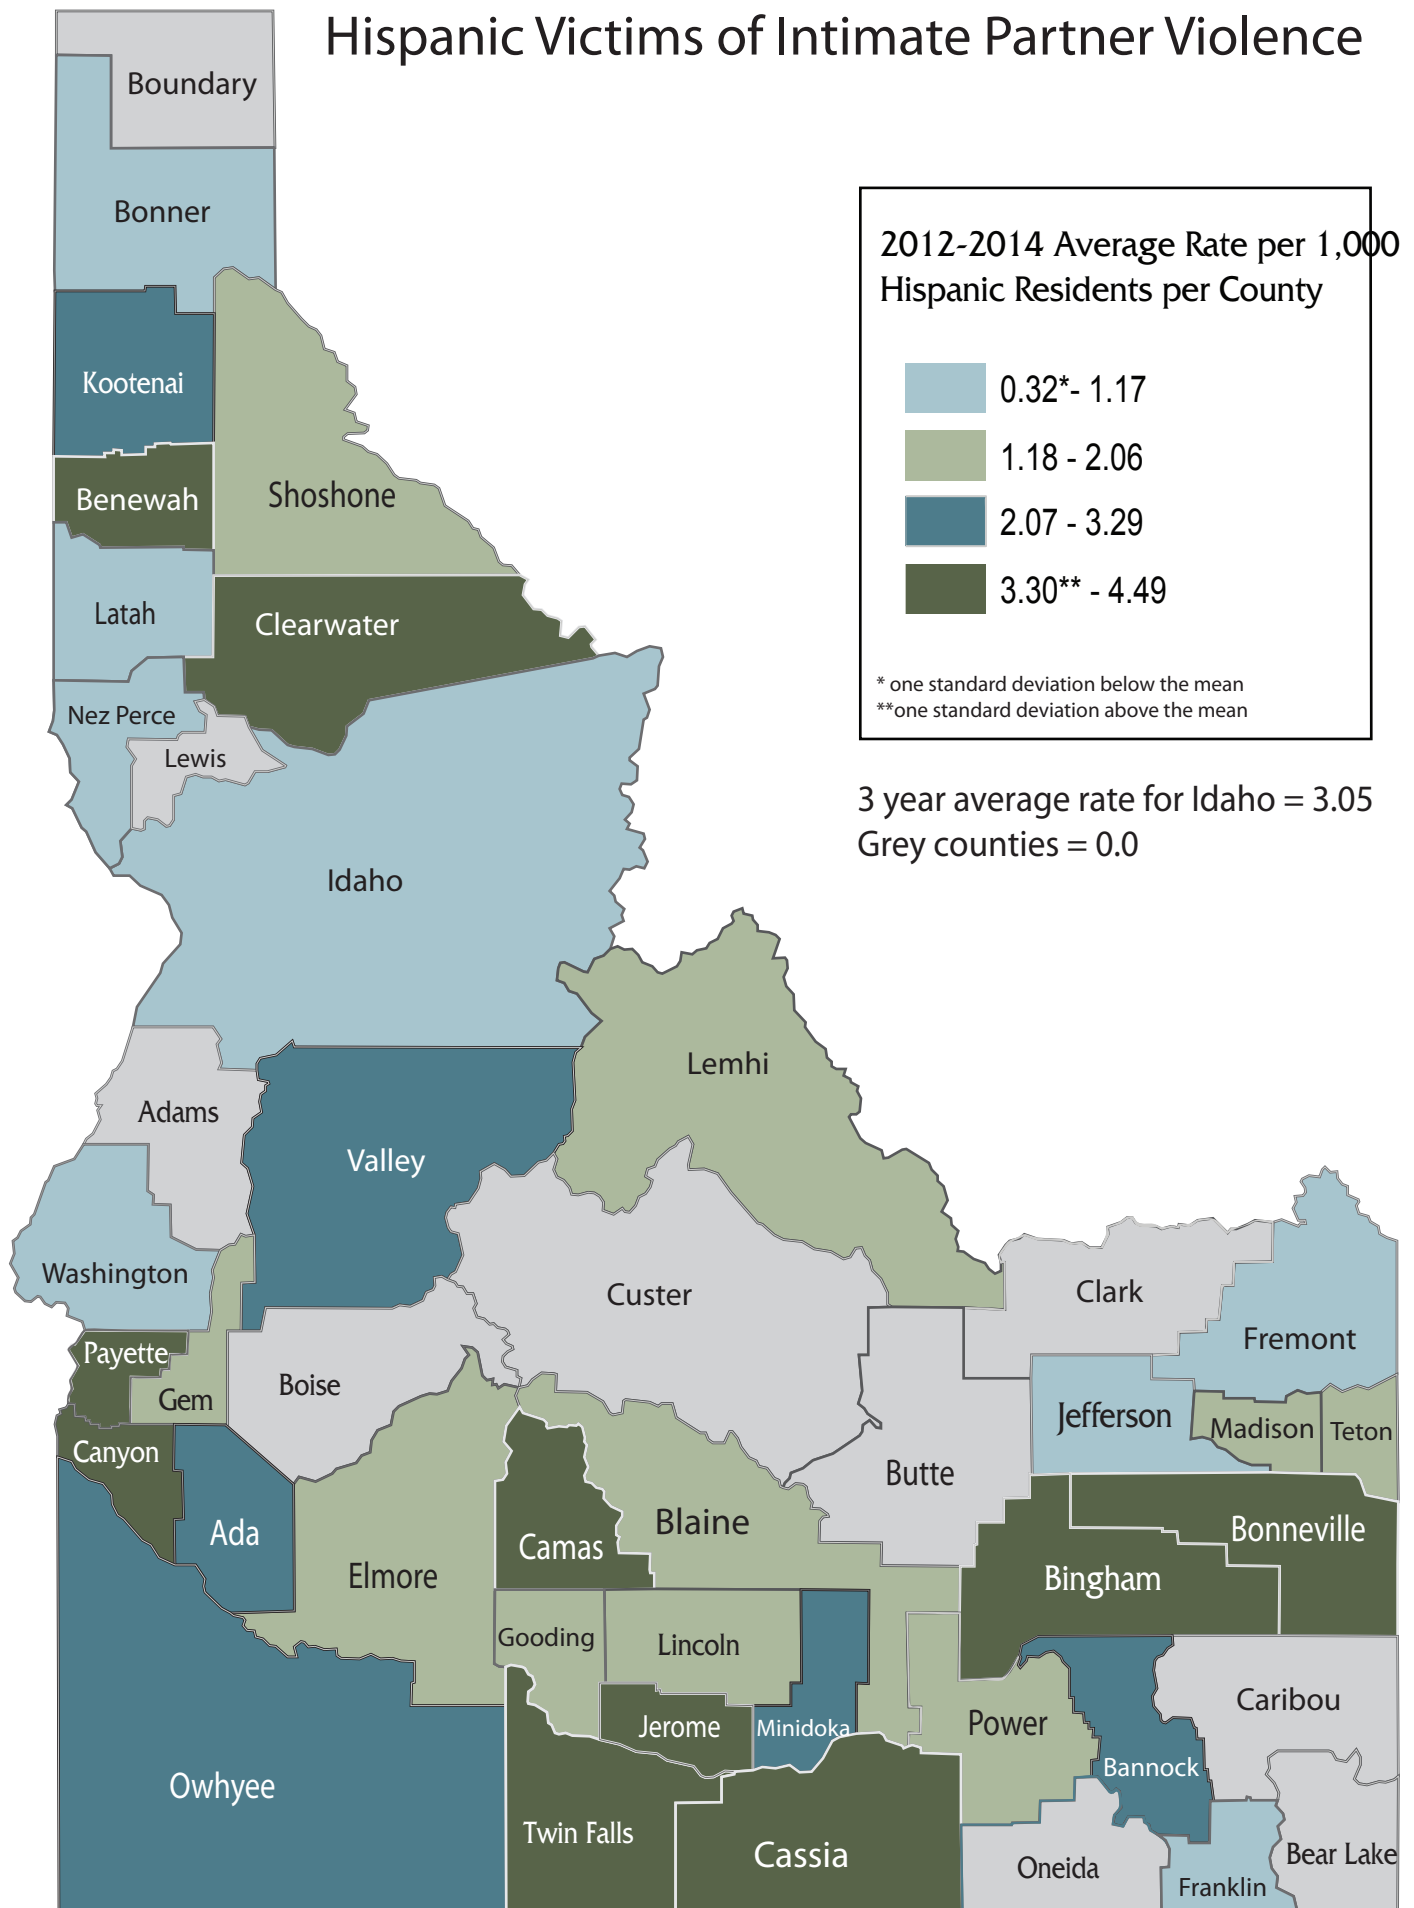 Hispanic Victims of Intimate Partner Violence
Boundary
Bonner
2012-2014 Average Rate per 1,000
Hispanic Residents per County
0.32*- 1.17
1.18 - 2.06
2.07 - 3.29
3.30** - 4.49
* one standard deviation below the mean
**one standard deviation above the mean
3 year average rate for Idaho = 3.05
Grey counties = 0.0
Kootenai
Benewah
Shoshone
Latah
Clearwater
Nez Perce
Lewis
Idaho
Lemhi
Adams
Valley
Washington
Custer
Clark
Fremont
Payette
Boise
Gem
Jefferson
Madison
Teton
Canyon
Butte
Ada
Blaine
Bonneville
Camas
Elmore
Bingham
Gooding
Lincoln
Caribou
Jerome
Minidoka
Power
Bannock
Owhyee
Twin Falls
Cassia
Oneida
Bear Lake
Franklin